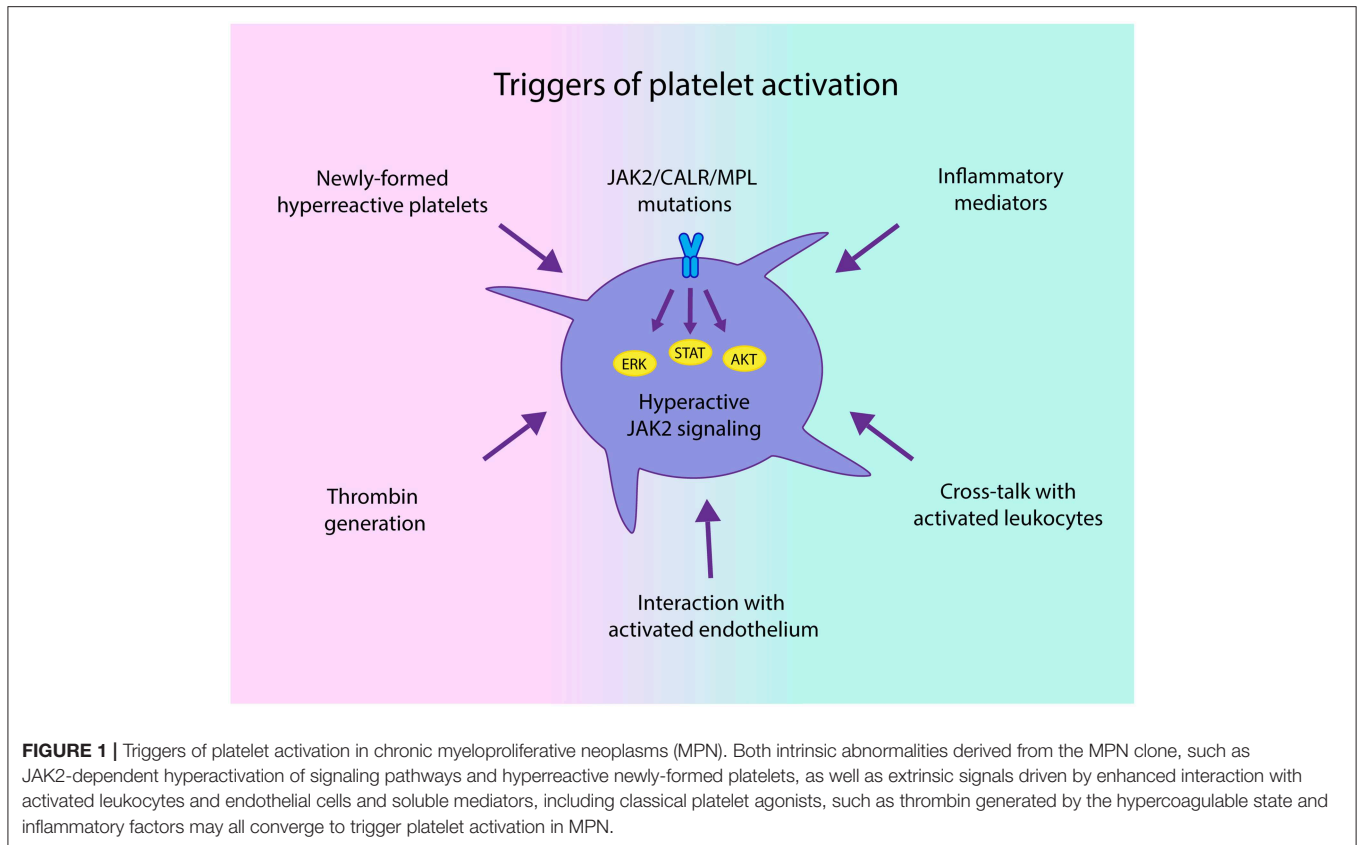 Triggers of platelet activation
Newly-formed
hyperreactive platelets
JAK2/CALR/MPL
mutations
Inflammatory
mediators
ERK
STAT
AKT
Hyperactive
JAK2 signaling
Thrombin
generation
Cross-talk with
activated leukocytes
Interaction with
activated endothelium
FIGURE 1 | Triggers of platelet activation in chronic myeloproliferative neoplasms (MPN). Both intrinsic abnormalities derived from the MPN clone, such as
JAK2-dependent hyperactivation of signaling pathways and hyperreactive newly-formed platelets, as well as extrinsic signals driven by enhanced interaction with
activated leukocytes and endothelial cells and soluble mediators, including classical platelet agonists, such as thrombin generated by the hypercoagulable state and
inflammatory factors may all converge to trigger platelet activation in MPN.